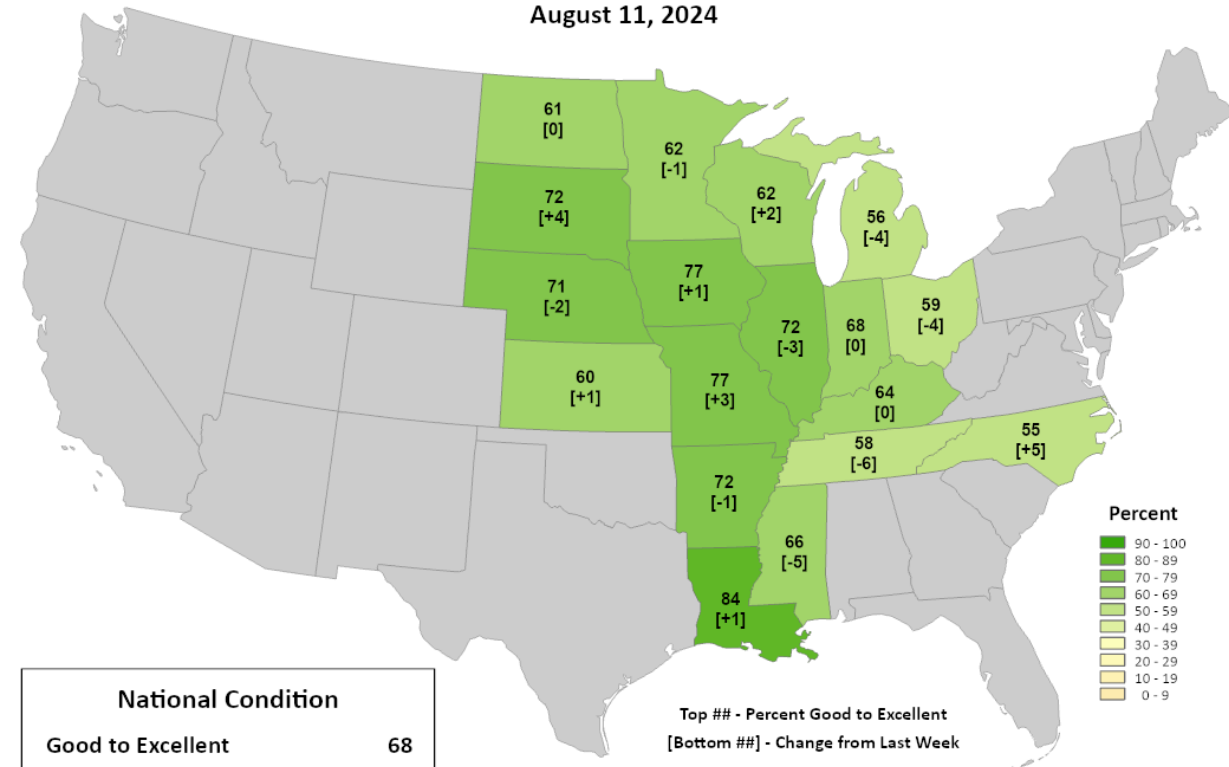 August 11, 2024
61
[0]
62
[-1]
72
[+4]
62
[+2]
56
[-4]
71
[-2]
77
[+1]
72
[-3]
68
[0]
59
[-4]
60
[+1]
77
[+3]
64
[0]
58
[-6]
55
[+5]
72
[-1]
66
[-5]
84
[+1]
Percent
90 - 100
80 - 89
70 - 79
60 - 69
50 - 59
40 - 49
30 - 39
20 - 29
10 - 19
0 - 9
National Condition
Good to Excellent 68
Top ## - Percent Good to Excellent
[Bottom ##] - Change from Last Week